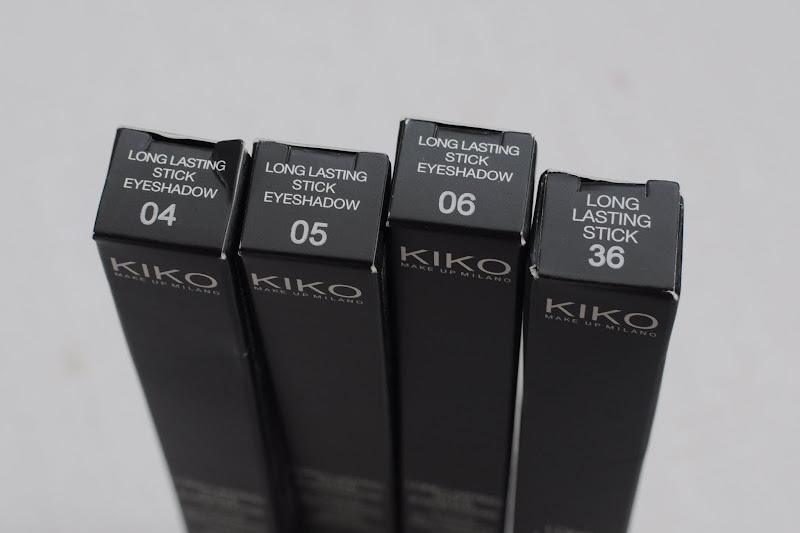 LONG LASTING
STICK
EYESHADOW
04
KIKO
MAKE UP MILANO
LONG LASTING
STICK
EYESHADOW
05
KIKO
MAKE UP MILANO
LONG LASTING
STICK
EYESHADOW
06
KIKO
MAKE UP MILANO
LONG
LASTING
STICK
36
KIKO
MAKE UP MILANO